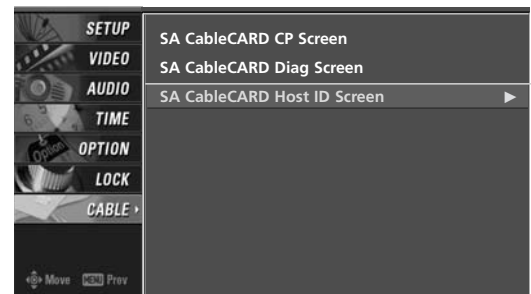 SETUP
VIDEO
AUDIO
TIME
OPTION
LOCK
CABLE
Move MENU Prev
SA CableCARD CP Screen
SA CableCARD Diag Screen
SA CableCARD Host ID Screen